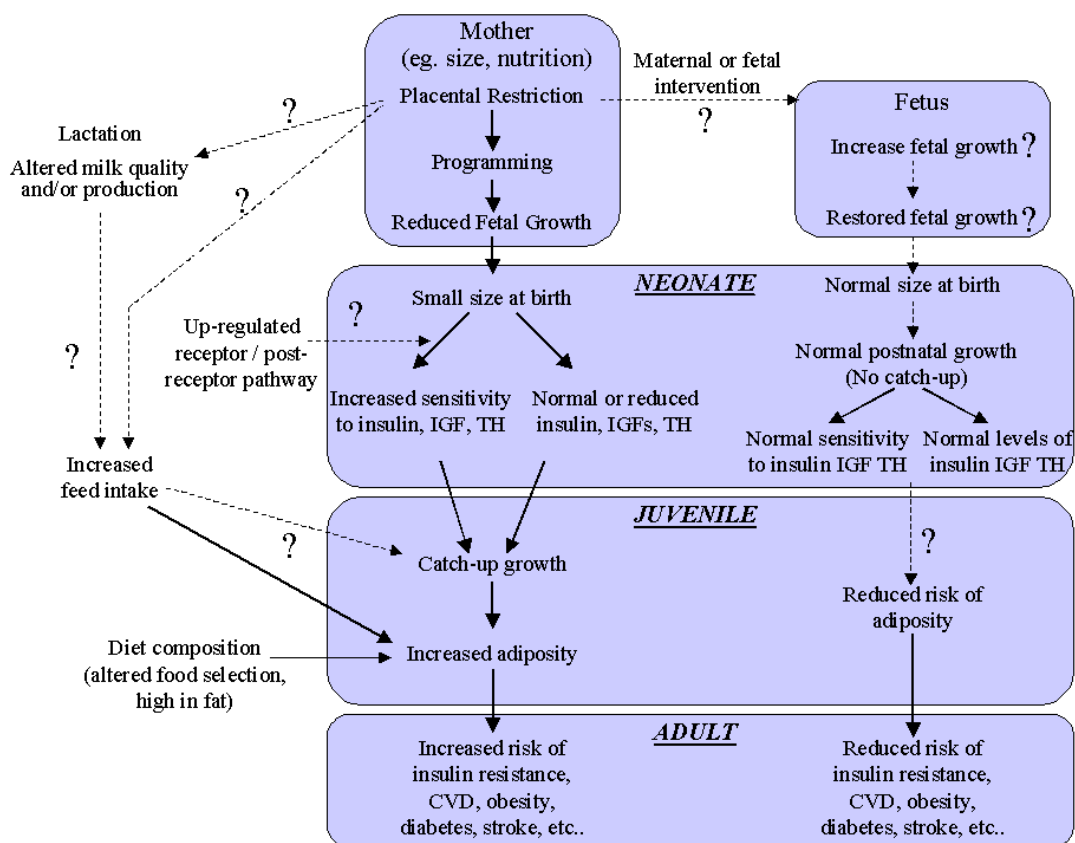 Mother
(eg. size, nutrition)
Placental Restriction
Programming
Reduced Fetal Growth
Maternal or fetal
intervention
?
Fetus
Increase fetal growth?
Restored fetal growth?
?
Lactation
Altered milk quality
and/or production
?
?
NEONATE
Small size at birth
Normal size at birth
Up-regulated
receptor / post-
receptor pathway
?
Increased sensitivity
to insulin, IGF, TH
Normal or reduced
insulin, IGFs, TH
Normal postnatal growth
(No catch-up)
Normal sensitivity
to insulin IGF TH
Normal levels of
insulin IGF TH
Increased
feed intake
?
JUVENILE
Catch-up growth
?
Reduced risk of
adiposity
Diet composition
(altered food selection,
high in fat)
Increased adiposity
ADULT
Increased risk of
insulin resistance,
CVD, obesity,
diabetes, stroke, etc..
Reduced risk of
insulin resistance,
CVD, obesity,
diabetes, stroke, etc..